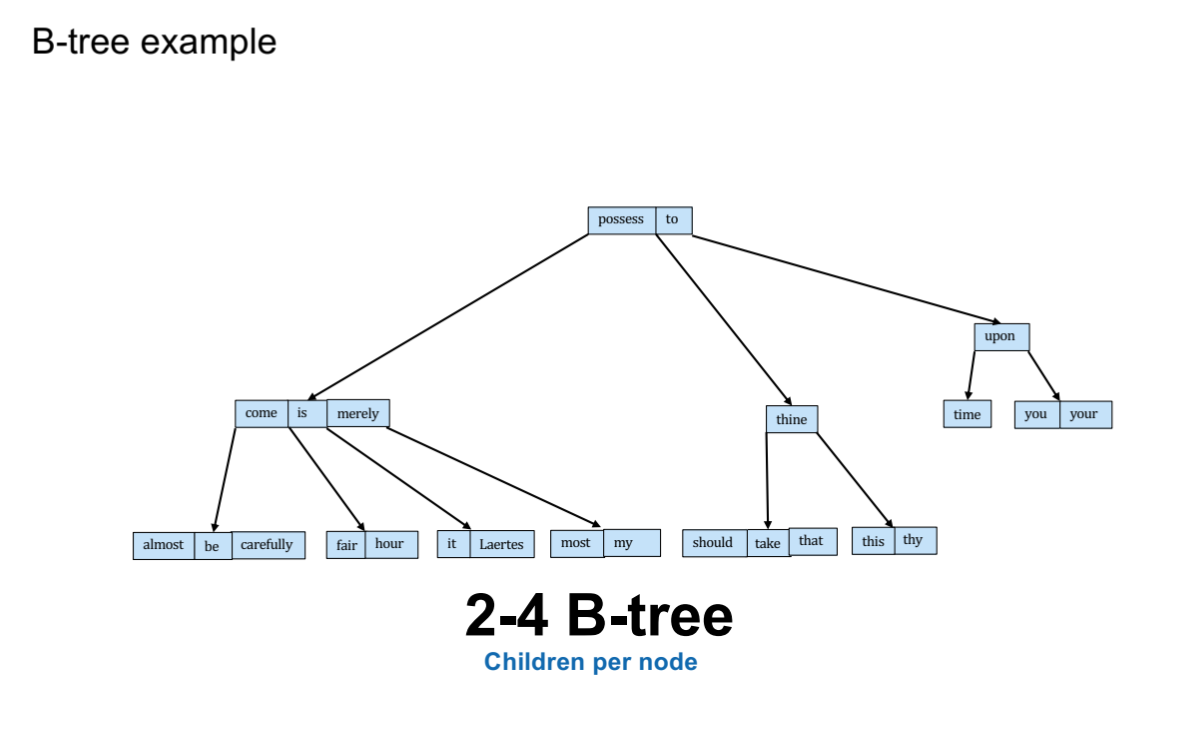 B-tree example
possess to
upon
come is merely
thine
time
you your
almost be carefully
fair hour
it Laertes
most my
should take that
this thy
2-4 B-tree
Children per node